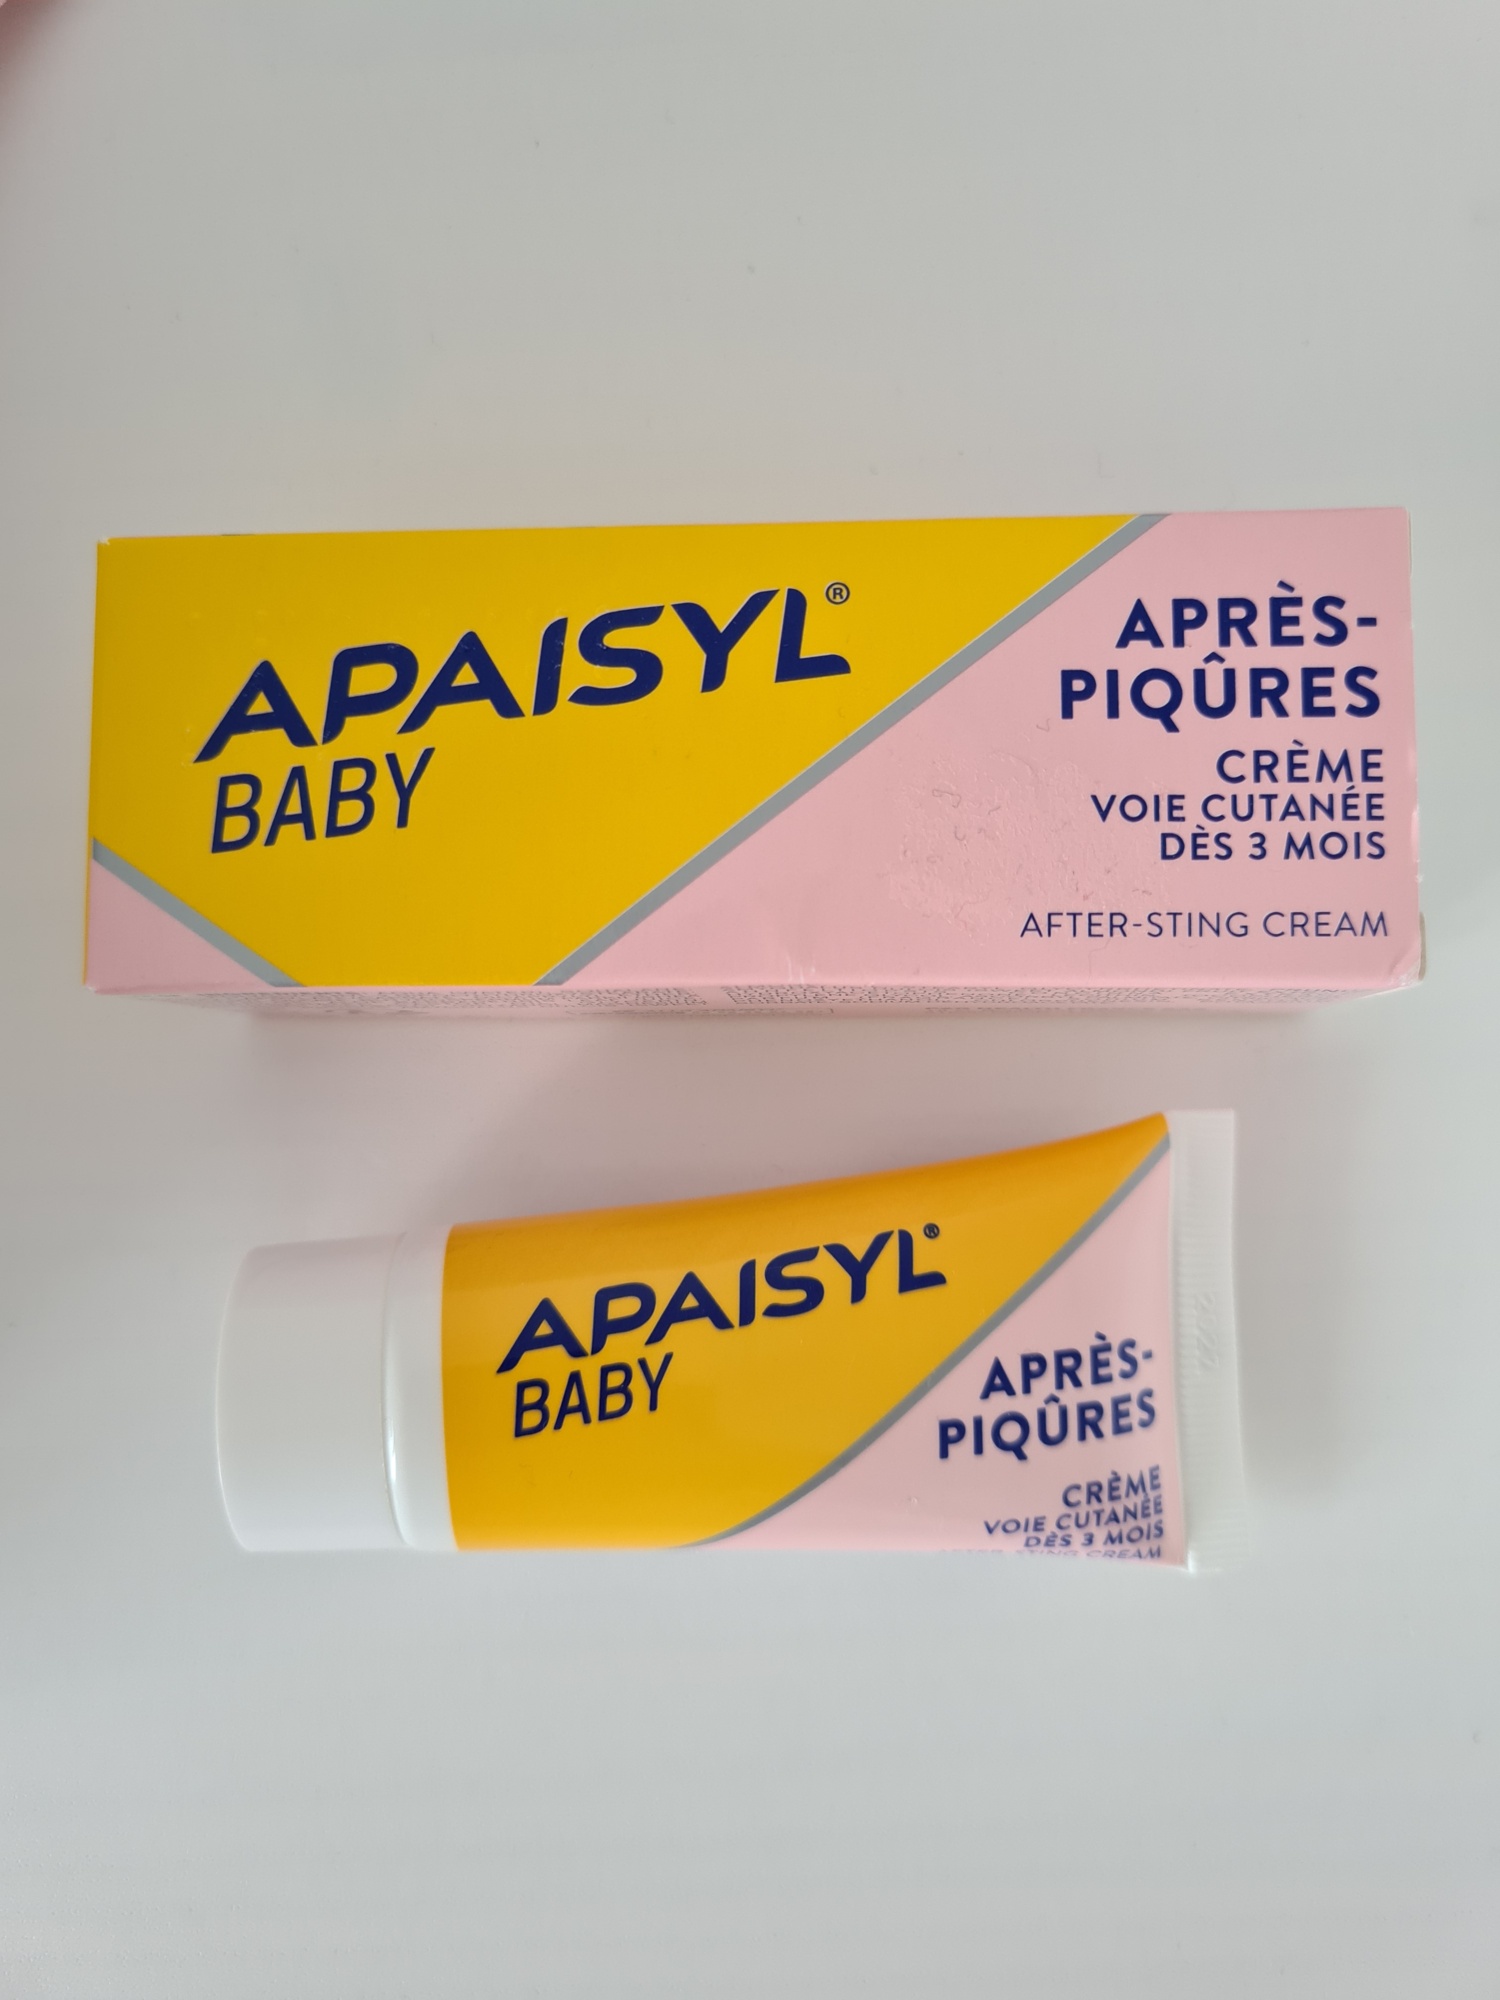 APAISYL®
BABY
APRÈS-
PIQÛRES
CRÈME
VOIE CUTANÉE
DÈS 3 MOIS
AFTER-STING CREAM
APAISYL®
BABY
APRÈS-
PIQÛRES
CRÈME
VOIE CUTANÉE
DÈS 3 MOIS
AFTER-STING CREAM